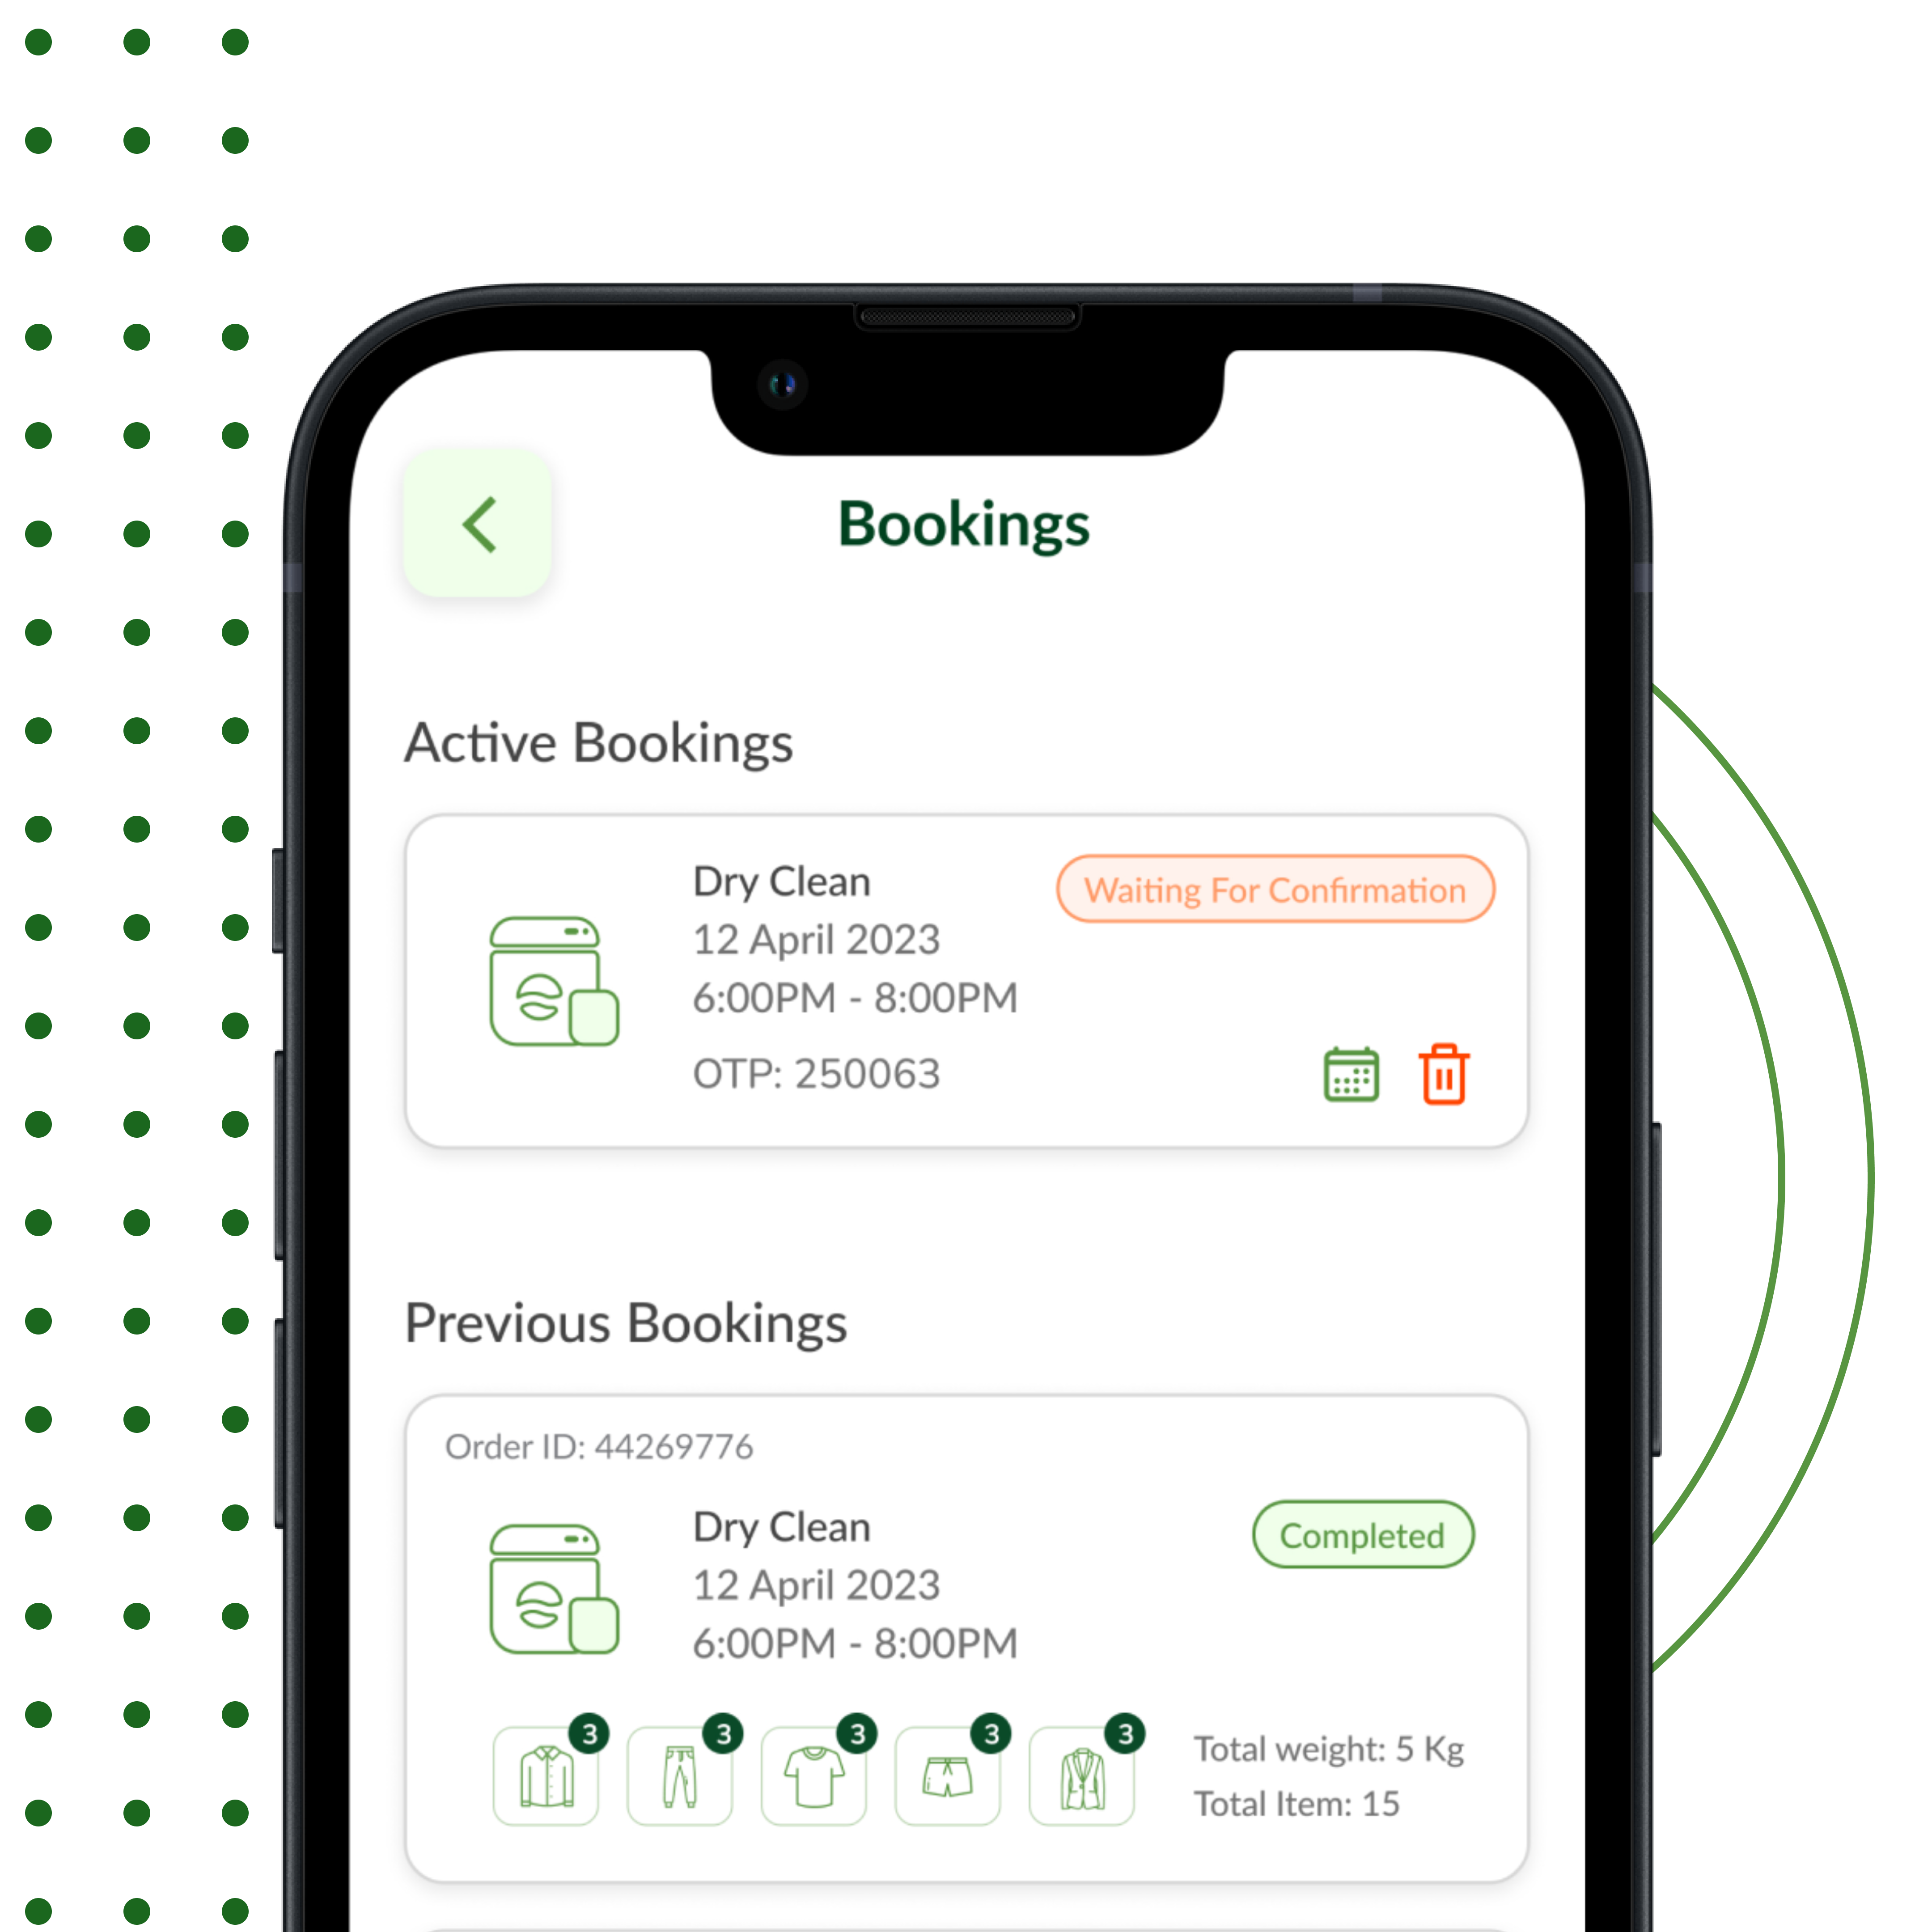 Bookings
Active Bookings
Dry Clean
Waiting For Confirmation
12 April 2023
6:00PM - 8:00PM
OTP: 250063
Previous Bookings
Order ID: 44269776
Dry Clean
Completed
12 April 2023
6:00PM - 8:00PM
3 3 3 3 3
Total weight: 5 Kg
Total Item: 15